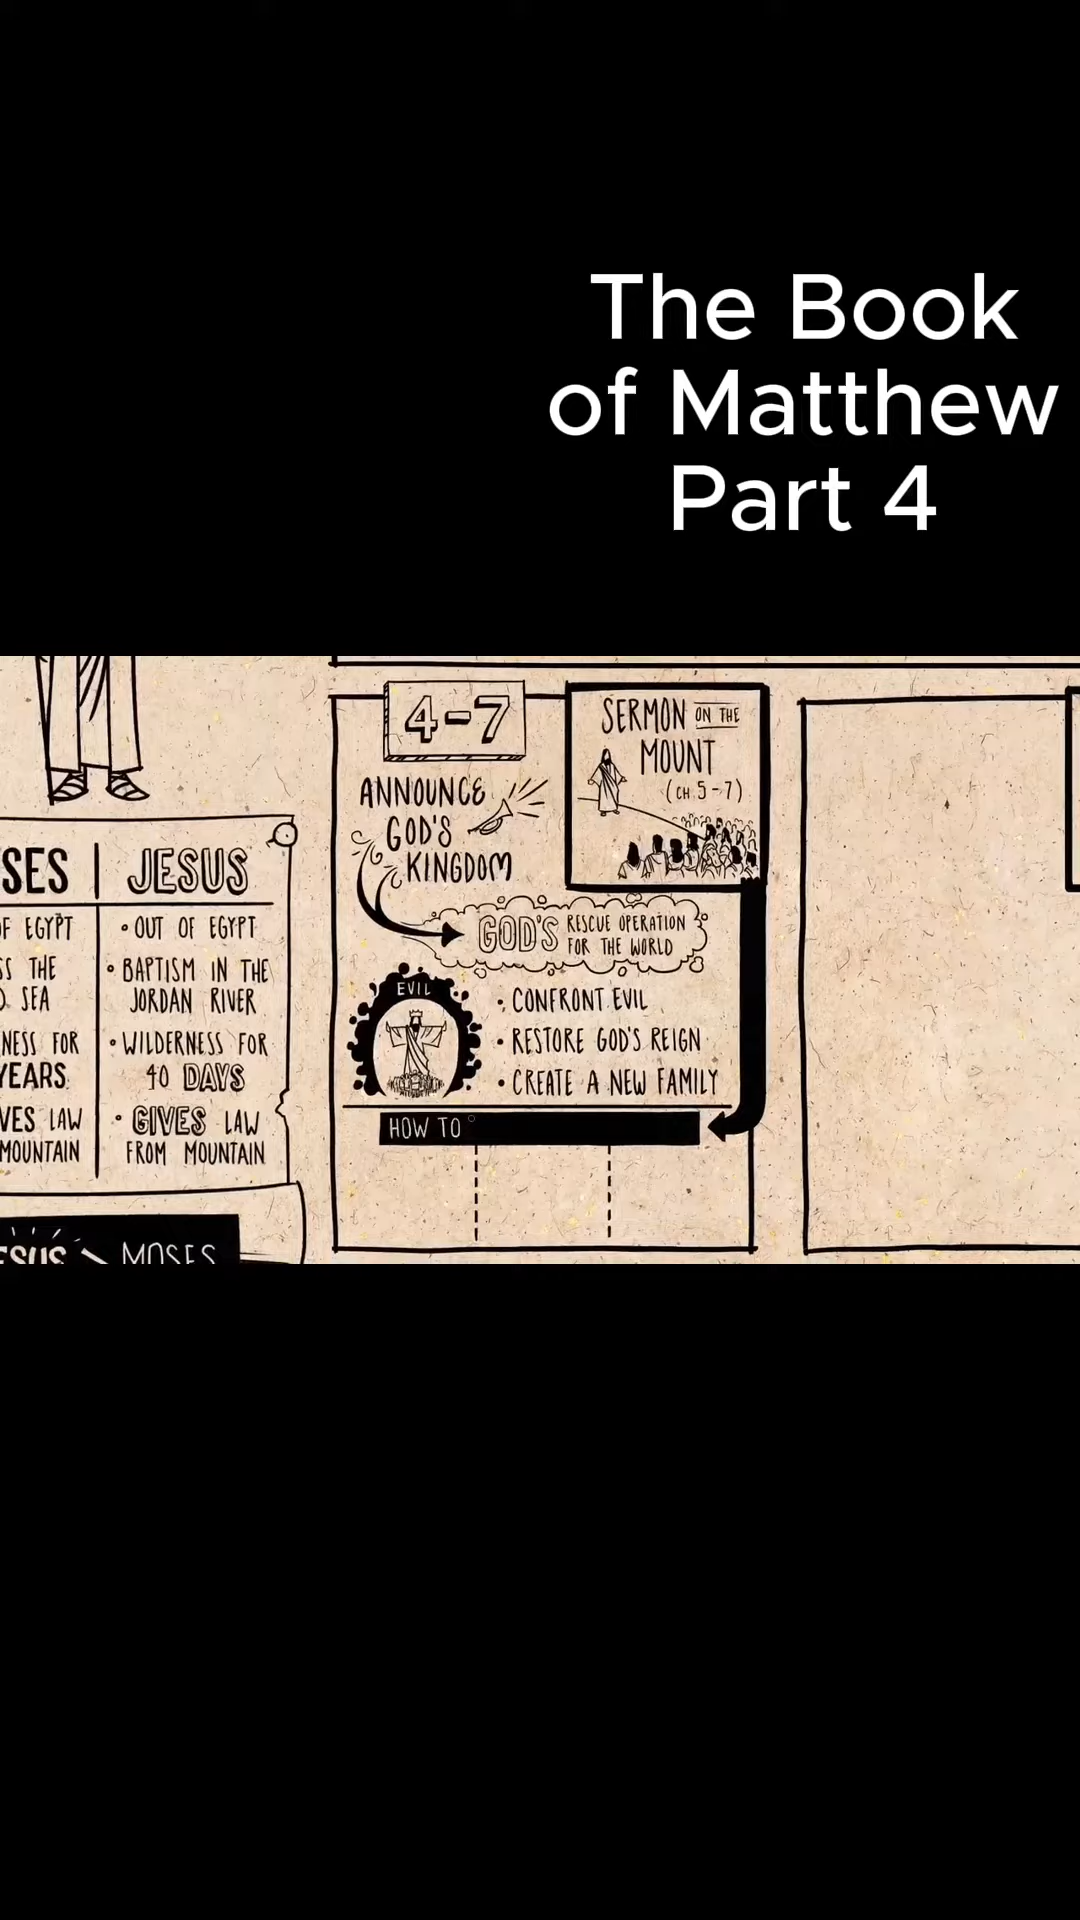 The Book
of Matthew
Part 4
SES | JESUS
OF EGYPT
• OUT OF EGYPT
SS THE
SEA
• BAPTISM IN THE
JORDAN RIVER
NESS FOR
YEARS
• WILDERNESS FOR
40 DAYS
VES LAW
MOUNTAIN
• GIVES LAW
FROM MOUNTAIN
ESUS
MOSES
4-7
ANNOUNCE
GOD'S
KINGDOM
SERMON ON THE
MOUNT
(CH 5-7)
GOD'S RESCUE OPERATION
FOR THE WORLD
EVIL
• CONFRONT EVIL
• RESTORE GOD'S REIGN
• CREATE A NEW FAMILY
HOW TO